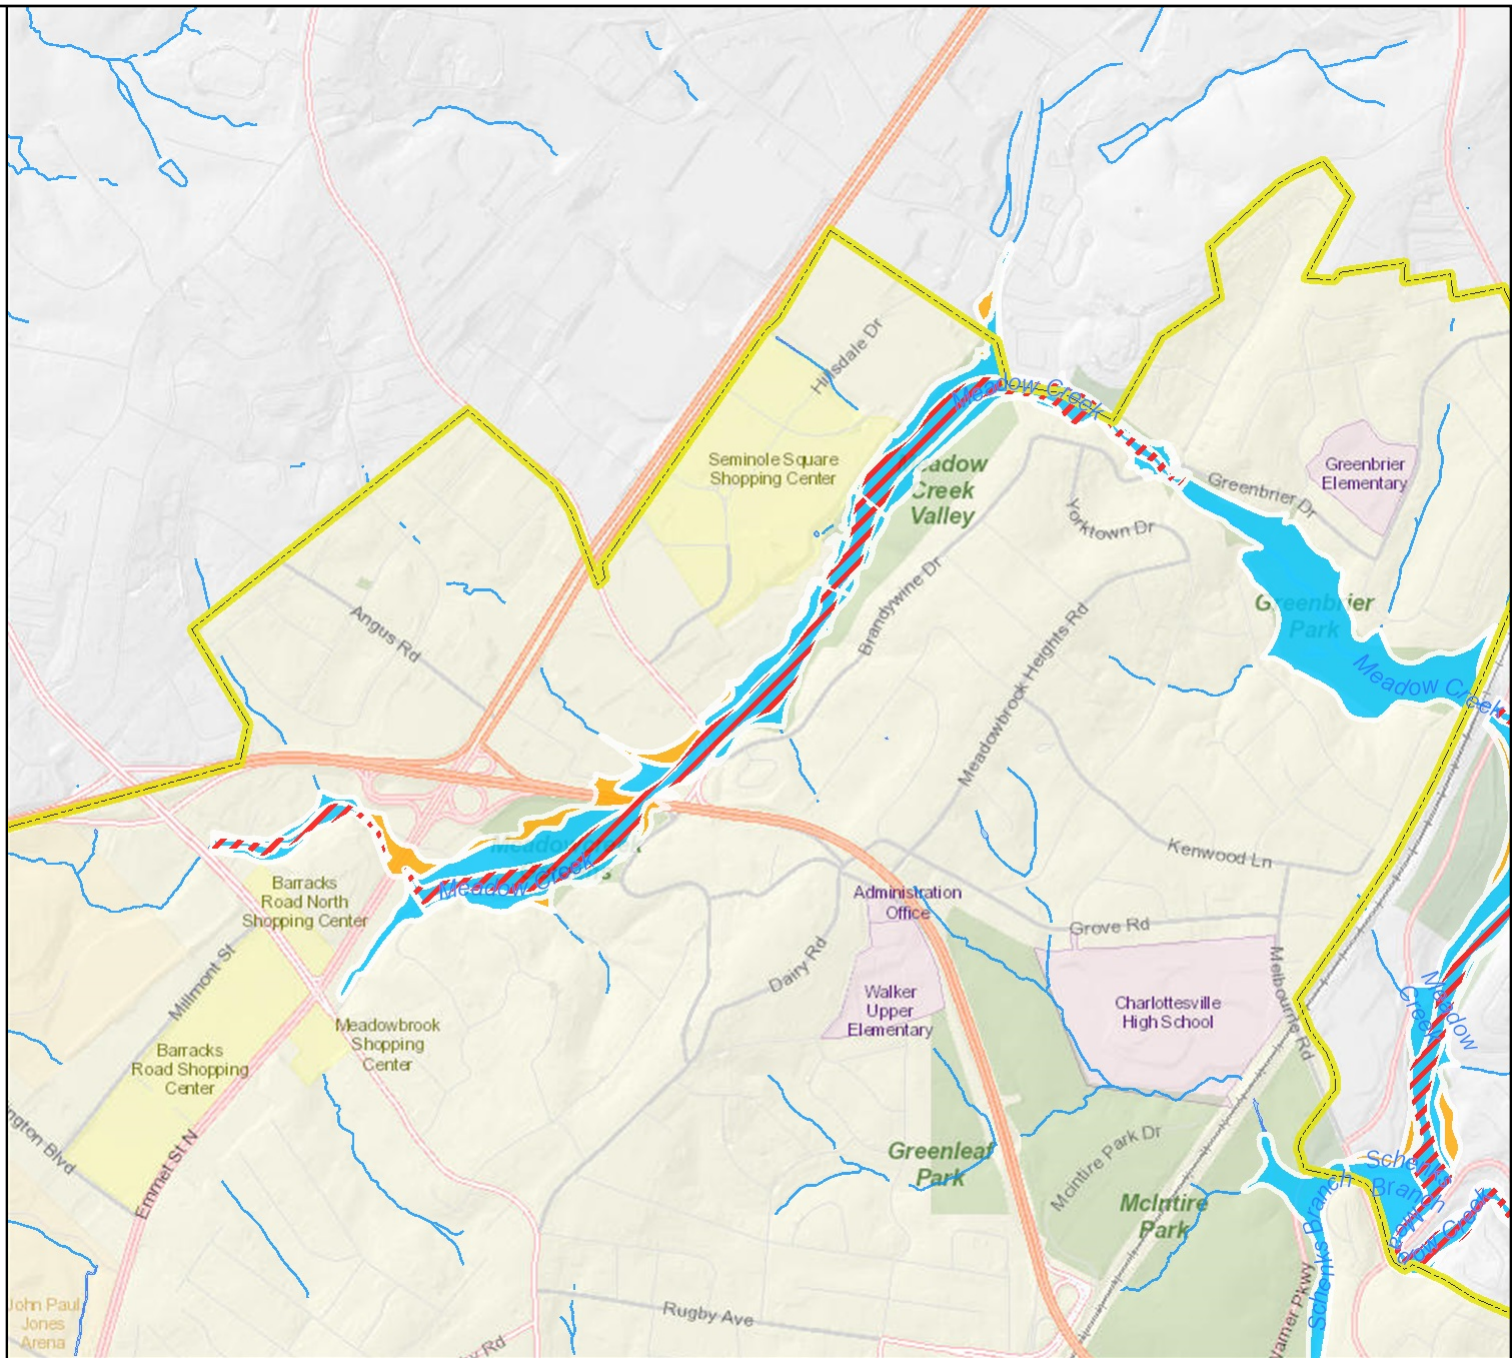 Hillsdale Dr
Meadow Creek
Seminole Square
Shopping Center
Creek
Valley
Greenbrier
Elementary
Greenbrier Dr
Yorktown Dr
Brandywine Dr
Greenbrier
Park
Angus Rd
Meadowbrook Heights Rd
Meadow Creek
Kenwood Ln
Meadow Creek
Barracks
Road North
Shopping Center
Administration
Office
Grove Rd
Millmont St
Dairy Rd
Walker
Upper
Elementary
Charlottesville
High School
Melbourne Rd
Meadow
Creek
Meadowbrook
Shopping
Center
Barracks
Road Shopping
Center
Emmet St N
Greenleaf
Park
McIntire Park Dr
McIntire
Park
Schenks
Branch
Schenks Branch
Creek
John Paul
Jones
Arena
Rugby Ave
Rd
Pkwy
Blvd